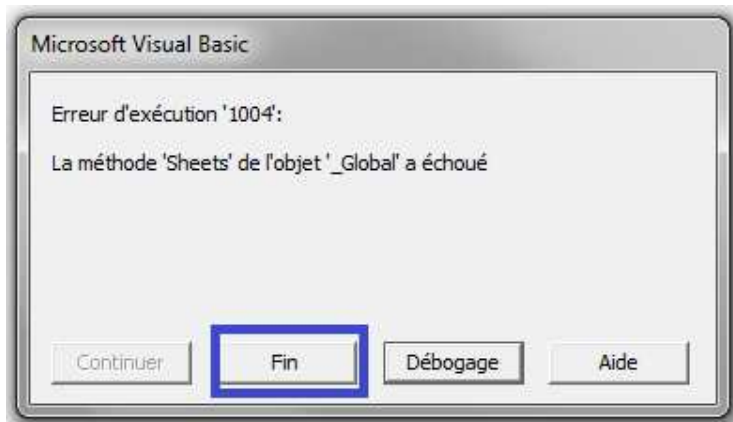 Microsoft Visual Basic
Erreur d'exécution '1004':
La méthode 'Sheets' de l'objet '_Global' a échoué
Continuer Fin Débogage Aide